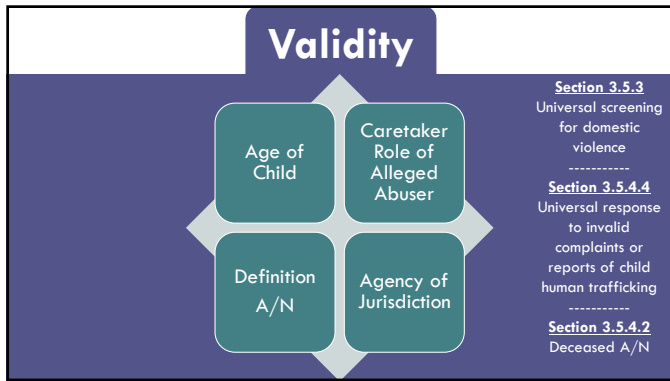 Validity
Age of
Child
Caretaker
Role of
Alleged
Abuser
Definition
A/N
Agency of
Jurisdiction
Section 3.5.3
Universal screening
for domestic
violence
-----------
Section 3.5.4.4
Universal response
to invalid
complaints or
reports of child
human trafficking
-----------
Section 3.5.4.2
Deceased A/N